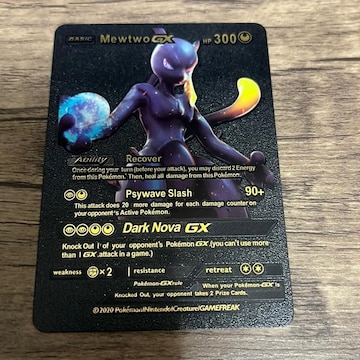 BASIC Mewtwo GX HP 300
Ability Recover
Once during your turn (before your attack), you may discard 2 Energy
from this Pokémon. Then, heal all damage from this Pokémon.
Psywave Slash 90+
This attack does 20 more damage for each damage counter on
your opponent's Active Pokémon.
Dark Nova GX
Knock Out 1 of your opponent's Pokémon GX (you can't use more
than 1 GX attack in a game.)
weakness ×2 resistance retreat
Pokémon-GX rule When your Pokémon-GX is
Knocked Out, your opponent takes 2 Prize Cards.
©2020 Pokémon/Nintendo/Creature/GAMEFREAK